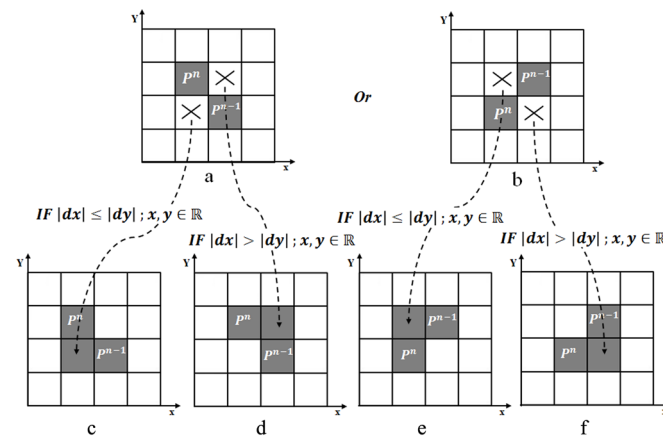 Y
Y
Pⁿ
Pⁿ⁻¹
Or
Pⁿ⁻¹
Pⁿ
x
x
a
b
IF |dx| ≤ |dy| ; x, y ∈ ℝ
IF |dx| > |dy| ; x, y ∈ ℝ
IF |dx| ≤ |dy| ; x, y ∈ ℝ
IF |dx| > |dy| ; x, y ∈ ℝ
Y
Y
Y
Y
Pⁿ
Pⁿ⁻¹
Pⁿ
Pⁿ⁻¹
Pⁿ⁻¹
Pⁿ
Pⁿ⁻¹
Pⁿ
x
x
x
x
c
d
e
f